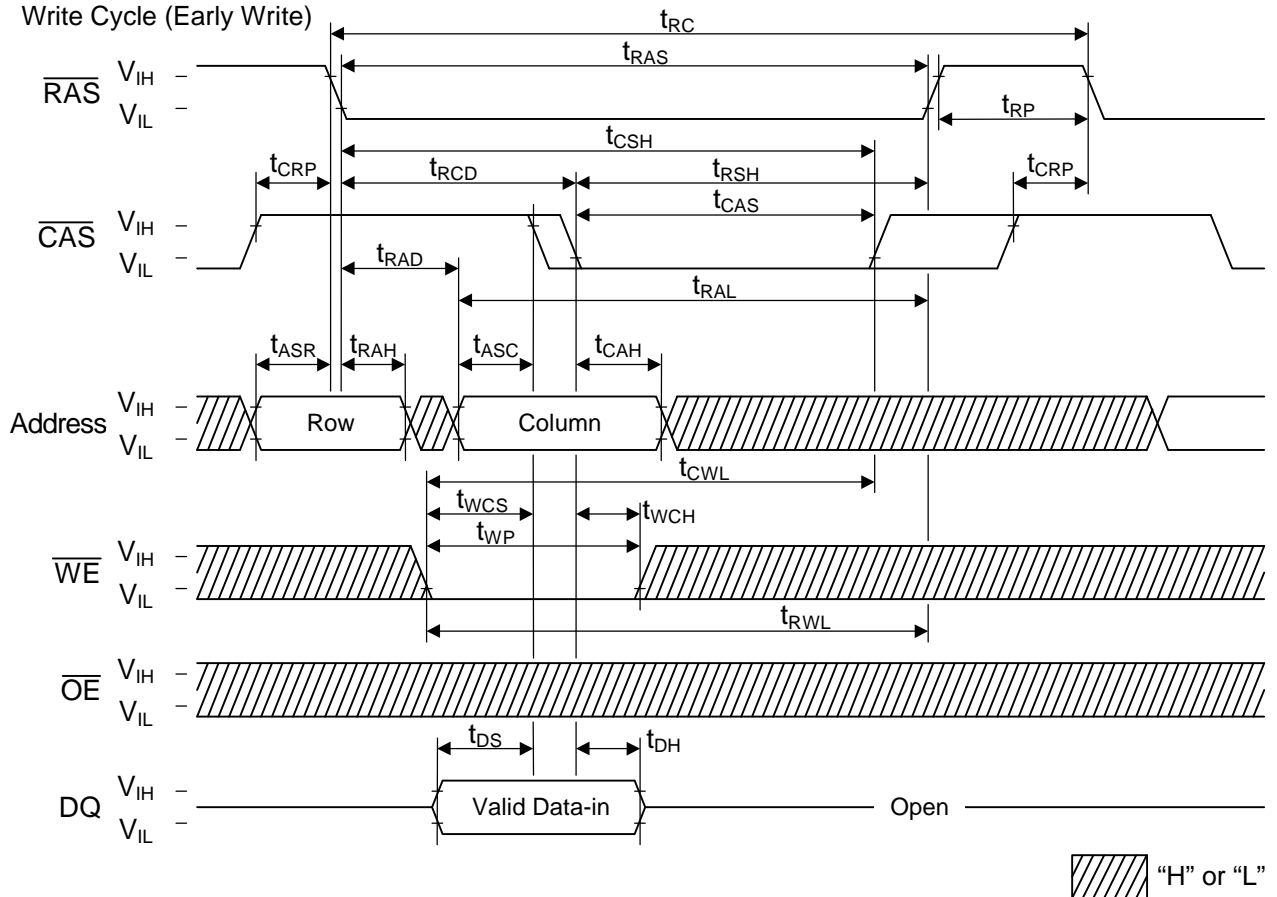 Write Cycle (Early Write)
tRC
tRAS
RAS
VIH
VIL
tRP
tCSH
tCRP
tRCD
tRSH
tCRP
tCAS
CAS
VIH
VIL
tRAD
tRAL
tASR
tRAH
tASC
tCAH
Address
VIH
VIL
Row
Column
tCWL
tWCS
tWCH
tWP
WE
VIH
VIL
tRWL
OE
VIH
VIL
tDS
tDH
DQ
VIH
VIL
Valid Data-in
Open
“H” or “L”